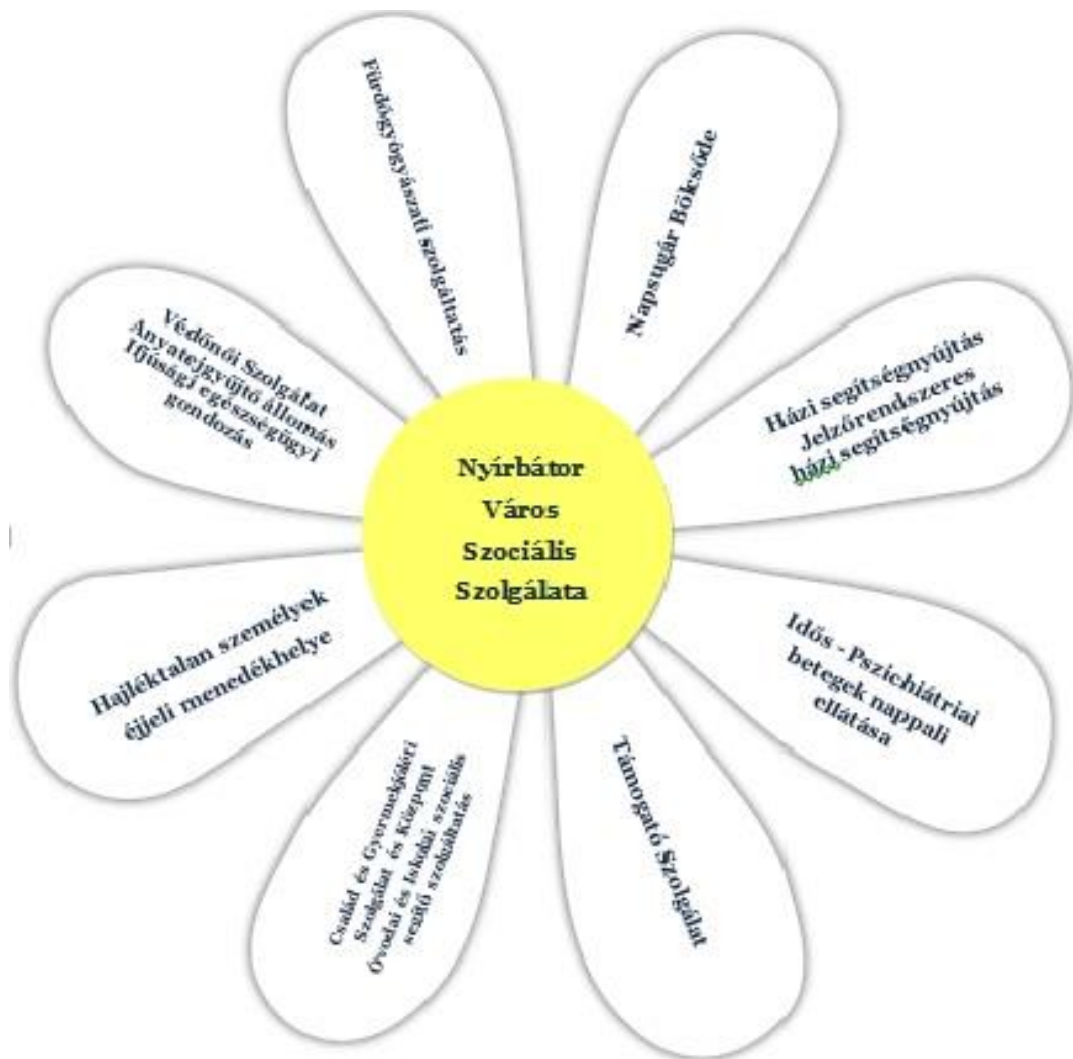 Nyírbátor
Város
Szociális
Szolgálata
Fürdőgyógyászati szolgáltatás
Napsugár Bölcsőde
Házi segítségnyújtás
Jelzőrendszeres
házi segítségnyújtás
Idős - Pszichiátriai
betegek nappali
ellátása
Támogató Szolgálat
Család és Gyermekjóléti
Szolgálat és Központ
Óvodai és Iskolai szociális
segítő szolgáltatás
Hajléktalan személyek
éjjeli menedékhelye
Védőnői Szolgálat
Anyatejgyűjtő állomás
Ifjúsági egészségügyi
gondozás